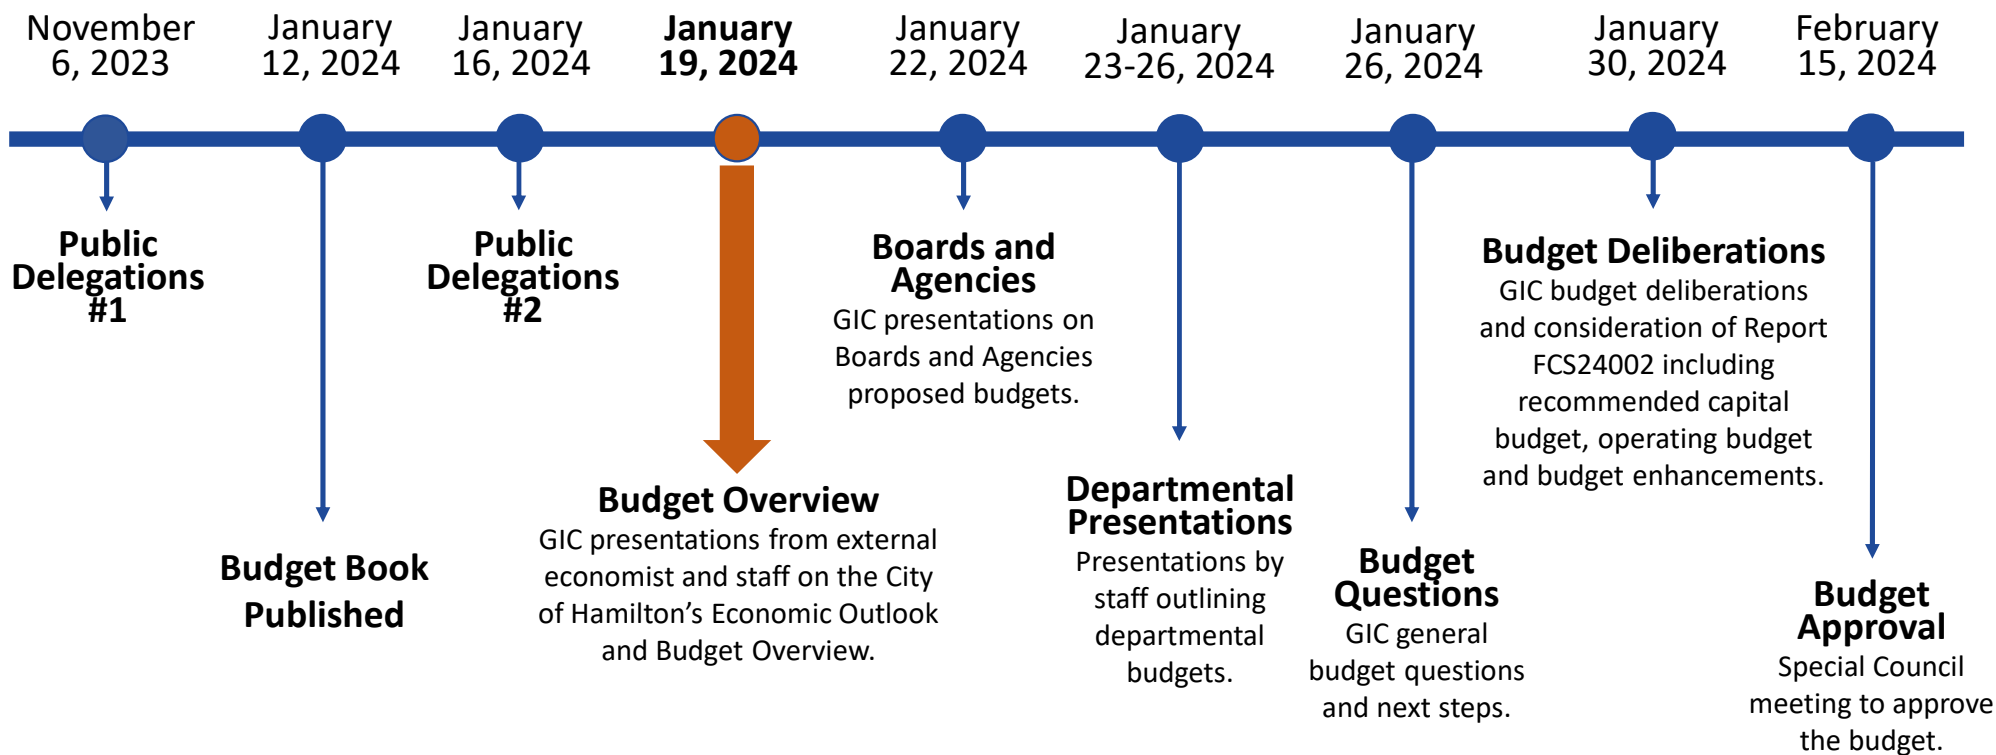 November
6, 2023
January
12, 2024
January
16, 2024
January
19, 2024
January
22, 2024
January
23-26, 2024
January
26, 2024
January
30, 2024
February
15, 2024
Public
Delegations
#1
Budget Book
Published
Public
Delegations
#2
Budget Overview
GIC presentations from external
economist and staff on the City
of Hamilton’s Economic Outlook
and Budget Overview.
Boards and
Agencies
GIC presentations on
Boards and Agencies
proposed budgets.
Departmental
Presentations
Presentations by
staff outlining
departmental
budgets.
Budget
Questions
GIC general
budget questions
and next steps.
Budget Deliberations
GIC budget deliberations
and consideration of Report
FCS24002 including
recommended capital
budget, operating budget
and budget enhancements.
Budget
Approval
Special Council
meeting to approve
the budget.